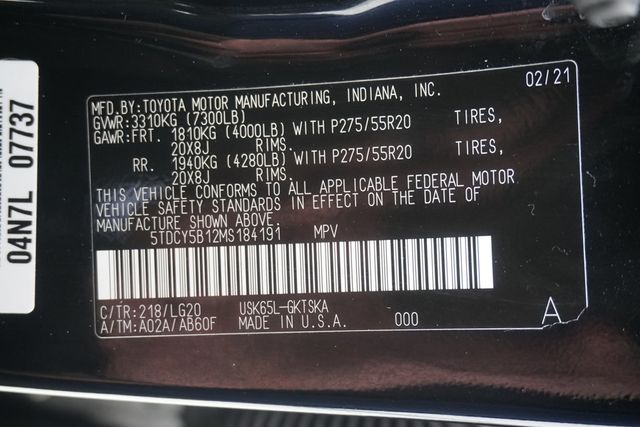 02/21
MFD.BY:TOYOTA MOTOR MANUFACTURING, INDIANA, INC.
GVWR:3310KG (7300LB)
GAWR:FRT. 1810KG (4000LB) WITH P275/55R20 TIRES,
20X8J RIMS.
RR. 1940KG (4280LB) WITH P275/55R20 TIRES,
20X8J RIMS.
THIS VEHICLE CONFORMS TO ALL APPLICABLE FEDERAL MOTOR
VEHICLE SAFETY STANDARDS IN EFFECT ON THE DATE OF
MANUFACTURE SHOWN ABOVE.
5TDCY5B12MS184191 MPV
C/TR:218/LG20 USK65L-GKTSKA
A/TM:A02A/AB60F MADE IN U.S.A. 000 A
04N7L 07737